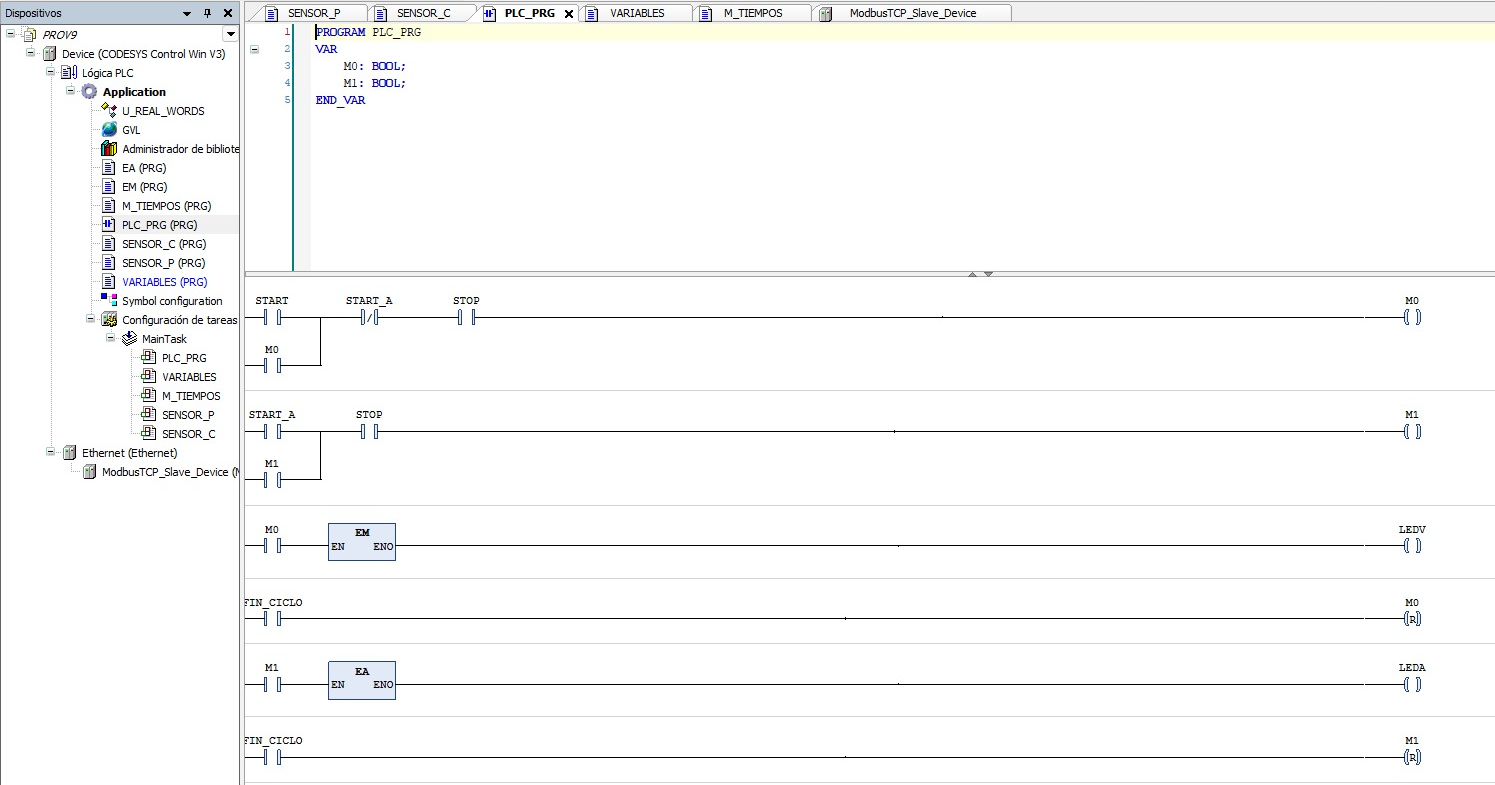 Dispositivos
PROV9
Device (CODESYS Control Win V3)
Lógica PLC
Application
U_REAL_WORDS
GVL
Administrador de bibliote
EA (PRG)
EM (PRG)
M_TIEMPOS (PRG)
PLC_PRG (PRG)
SENSOR_C (PRG)
SENSOR_P (PRG)
VARIABLES (PRG)
Symbol configuration
Configuración de tareas
MainTask
PLC_PRG
VARIABLES
M_TIEMPOS
SENSOR_P
SENSOR_C
Ethernet (Ethernet)
ModbusTCP_Slave_Device (M
SENSOR_P SENSOR_C PLC_PRG VARIABLES M_TIEMPOS ModbusTCP_Slave_Device
1 PROGRAM PLC_PRG
2 VAR
3 M0: BOOL;
4 M1: BOOL;
5 END_VAR
START START_A STOP M0
M0
START_A STOP M1
M1
M0 EM LEDV
EN ENO
FIN_CICLO M0
R
M1 EA LEDA
EN ENO
FIN_CICLO M1
R